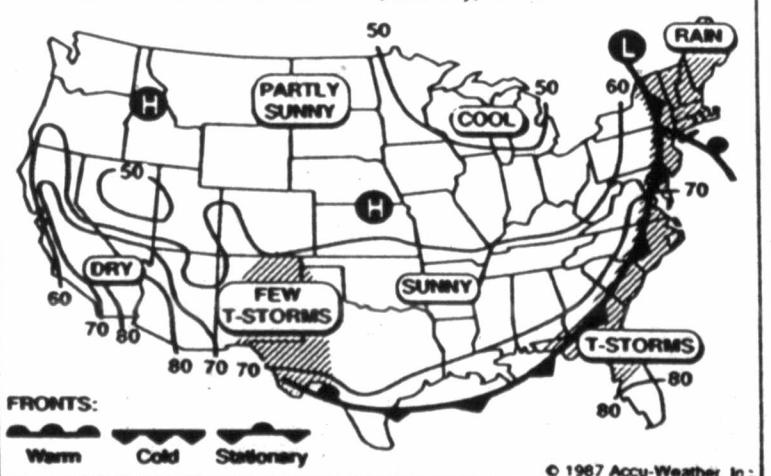 50
L
RAIN
H
PARTLY
SUNNY
COOL
50
60
50
H
70
DRY
SUNNY
FEW
T-STORMS
60
70
80
80
70
70
T-STORMS
80
80
FRONTS:
Warm
Cold
Stationary
© 1987 Accu-Weather, In